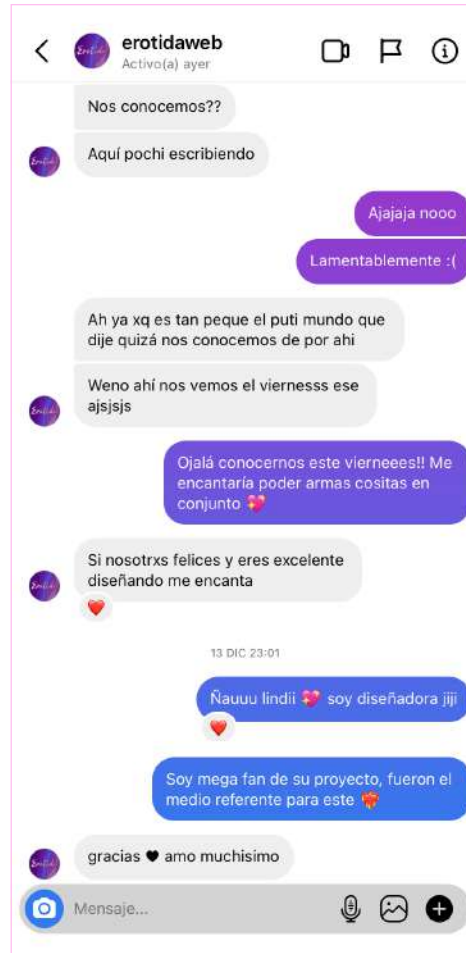 erotidaweb
Activo(a) ayer
Nos conocemos??
Aquí pochi escribiendo
Ajajaja nooo
Lamentablemente :(
Ah ya xq es tan peque el puti mundo que
dije quizá nos conocemos de por ahi
Weno ahí nos vemos el viernesss ese
ajsjsjs
Ojalá conocernos este vierneees!! Me
encantaría poder armas cositas en
conjunto 💖
Si nosotrxs felices y eres excelente
diseñando me encanta
13 DIC 23:01
Ñauuu lindii 💖 soy diseñadora jiji
Soy mega fan de su proyecto, fueron el
medio referente para este ❤️‍🔥
gracias 🖤 amo muchisimo
Mensaje...